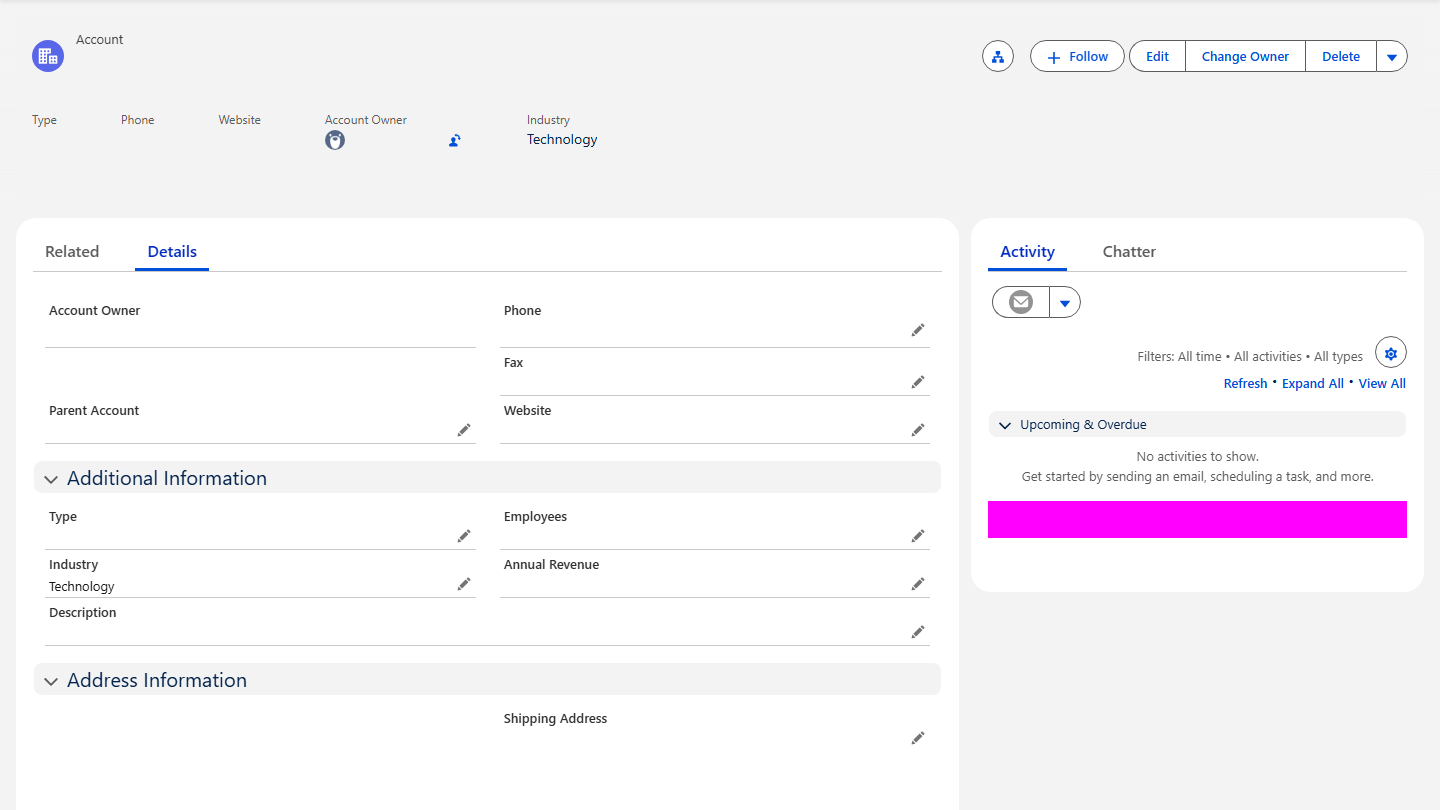 Account
Follow
Edit
Change Owner
Delete
Type
Phone
Website
Account Owner
Industry
Technology
Related
Details
Account Owner
Phone
Fax
Parent Account
Website
Additional Information
Type
Employees
Industry
Technology
Annual Revenue
Description
Address Information
Shipping Address
Activity
Chatter
Filters: All time • All activities • All types
Refresh • Expand All • View All
Upcoming & Overdue
No activities to show.
Get started by sending an email, scheduling a task, and more.